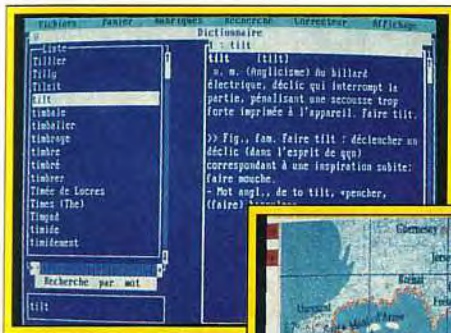 Fichiers Panier Rubriques Recherche Correcteur Affichage
Dictionnaire
Liste
Tillier
Tilly
Tilsit
tilt
timbale
timbalier
timbrage
timbre
timbré
timbrer
Timée de Locres
Times (The)
Timgad
timide
timidement
Recherche par mot
tilt
1 : tilt
tilt [tilt]
n. m. (Anglicisme) Au billard
électrique, déclic qui interrompt la
partie, pénalisant une secousse trop
forte imprimée à l'appareil. Faire tilt.
>> Fig., fam. Faire tilt : déclencher un
déclic (dans l'esprit de qqn)
correspondant à une inspiration subite:
faire mouche.
- Mot angl., de to tilt, «pencher,
(faire)
Guernesey
Jerse